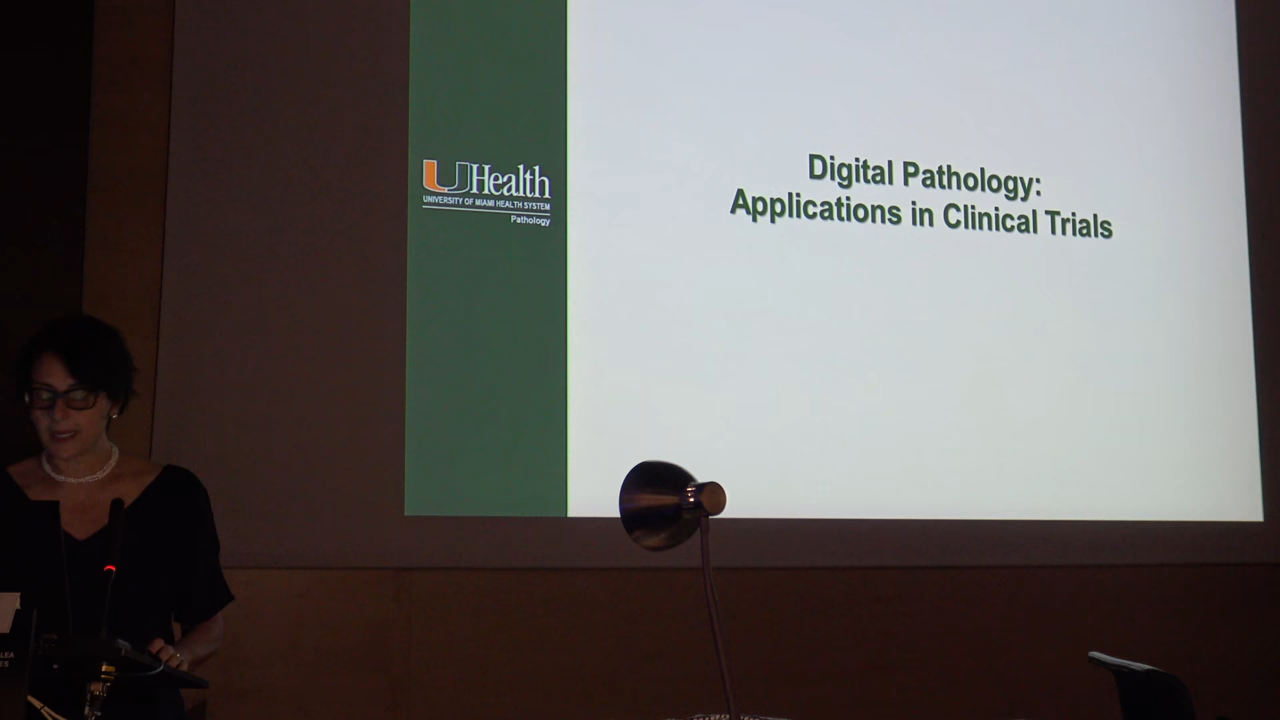 UHealth
UNIVERSITY OF MIAMI HEALTH SYSTEM
Pathology
Digital Pathology:
Applications in Clinical Trials